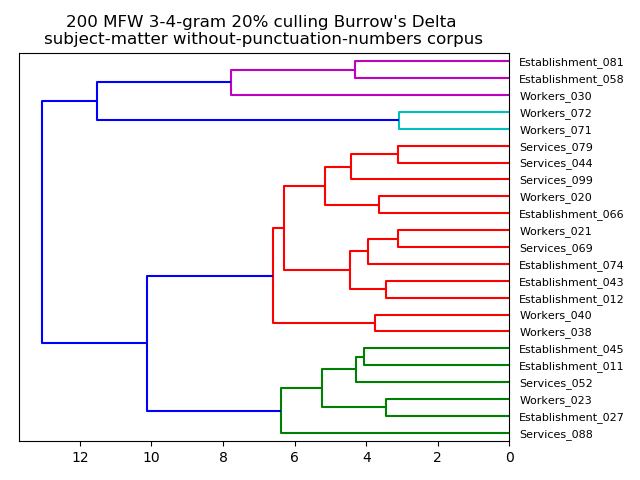 200 MFW 3-4-gram 20% culling Burrow's Delta
subject-matter without-punctuation-numbers corpus
Establishment_081
Establishment_058
Workers_030
Workers_072
Workers_071
Services_079
Services_044
Services_099
Workers_020
Establishment_066
Workers_021
Services_069
Establishment_074
Establishment_043
Establishment_012
Workers_040
Workers_038
Establishment_045
Establishment_011
Services_052
Workers_023
Establishment_027
Services_088
12 10 8 6 4 2 0